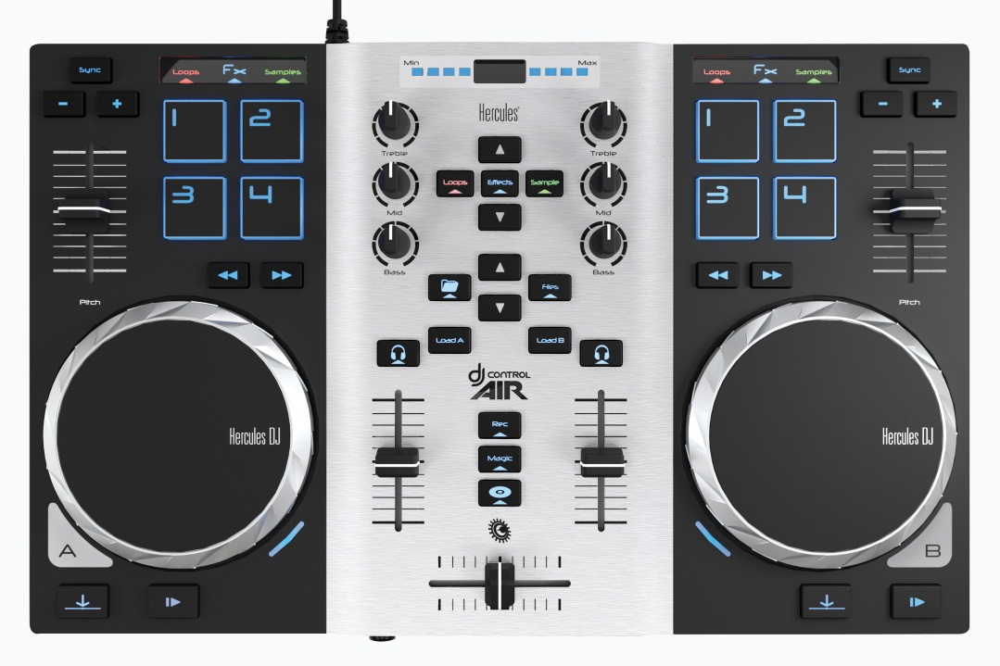 Sync
Loops Fx Samples
- +
1 2
3 4
Pitch
Hercules DJ
A
Min Max
Hercules
Treble Treble
Loops Effects Sample
Mid Mid
Bass Bass
Files
Load A Load B
dj CONTROL
AIR
Rec
Magic
Sync
Loops Fx Samples
- +
1 2
3 4
Pitch
Hercules DJ
B